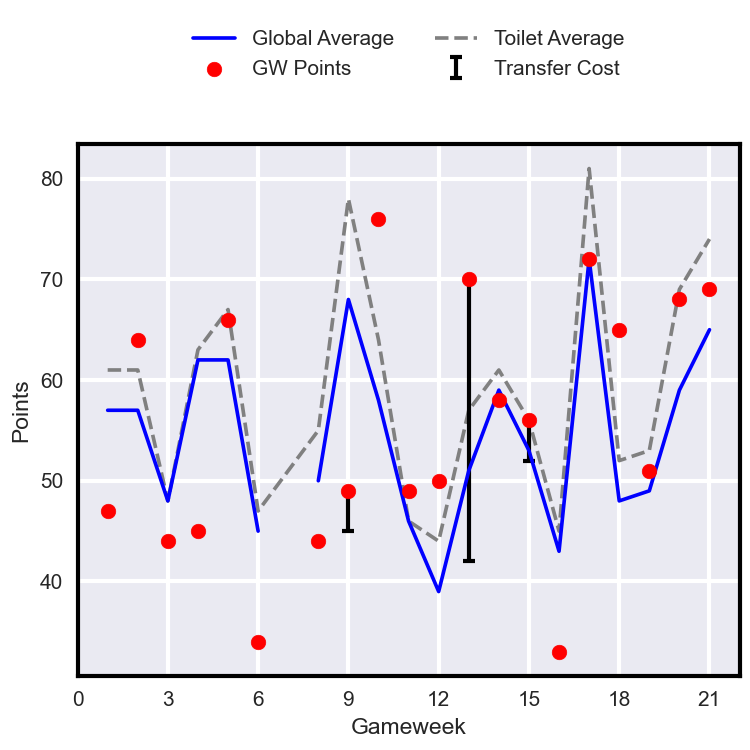 Global Average
Toilet Average
GW Points
Transfer Cost
80
70
60
50
40
Points
0 3 6 9 12 15 18 21
Gameweek